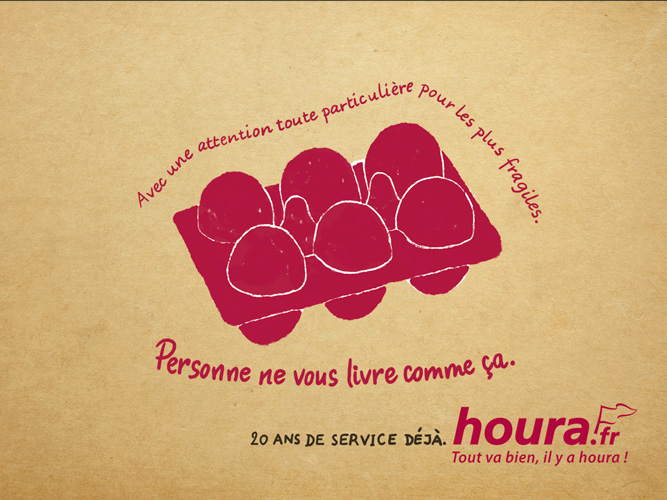 Avec une attention toute particulière pour les plus fragiles.
Personne ne vous livre comme ça.
20 ANS DE SERVICE DÉJÀ.
houra.fr
Tout va bien, il y a houra !